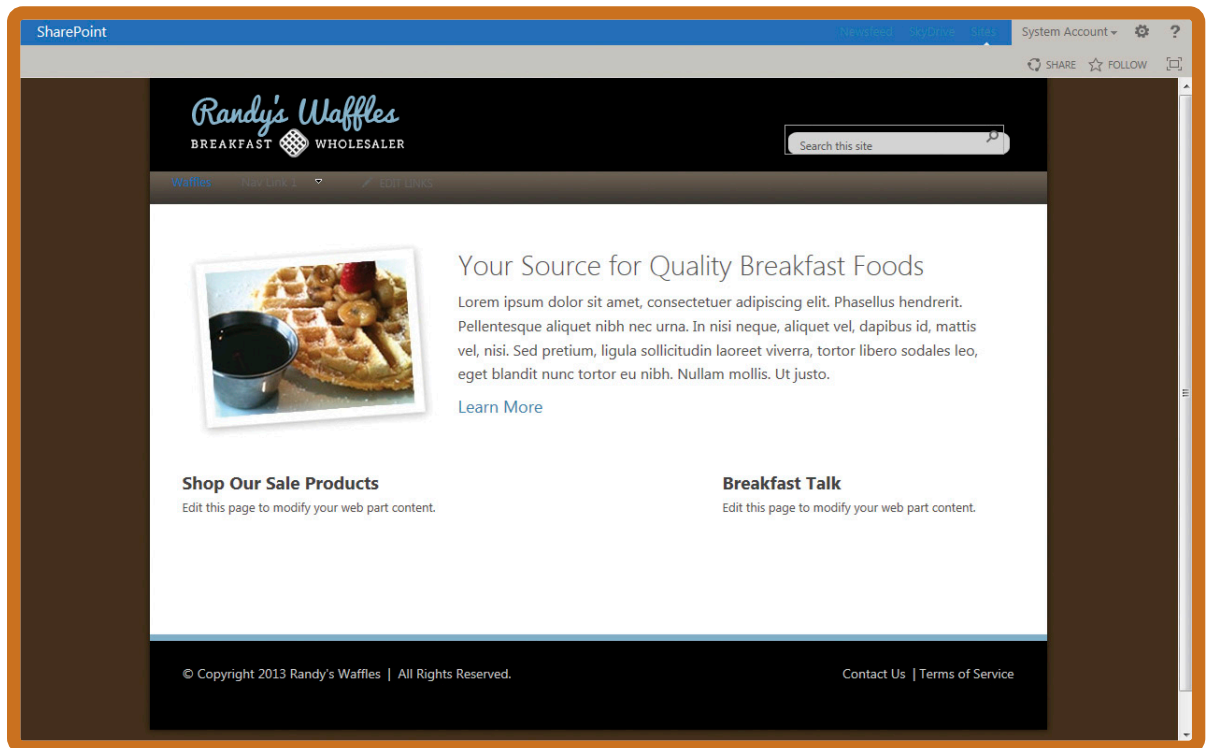 SharePoint
Newsfeed SkyDrive Sites System Account ?
SHARE FOLLOW
Randy's Waffles
BREAKFAST WHOLESALER
Search this site
Waffles Nav Link 1 EDIT LINKS
Your Source for Quality Breakfast Foods
Lorem ipsum dolor sit amet, consectetuer adipiscing elit. Phasellus hendrerit.
Pellentesque aliquet nibh nec urna. In nisi neque, aliquet vel, dapibus id, mattis
vel, nisi. Sed pretium, ligula sollicitudin laoreet viverra, tortor libero sodales leo,
eget blandit nunc tortor eu nibh. Nullam mollis. Ut justo.
Learn More
Shop Our Sale Products
Edit this page to modify your web part content.
Breakfast Talk
Edit this page to modify your web part content.
© Copyright 2013 Randy's Waffles | All Rights Reserved.
Contact Us | Terms of Service